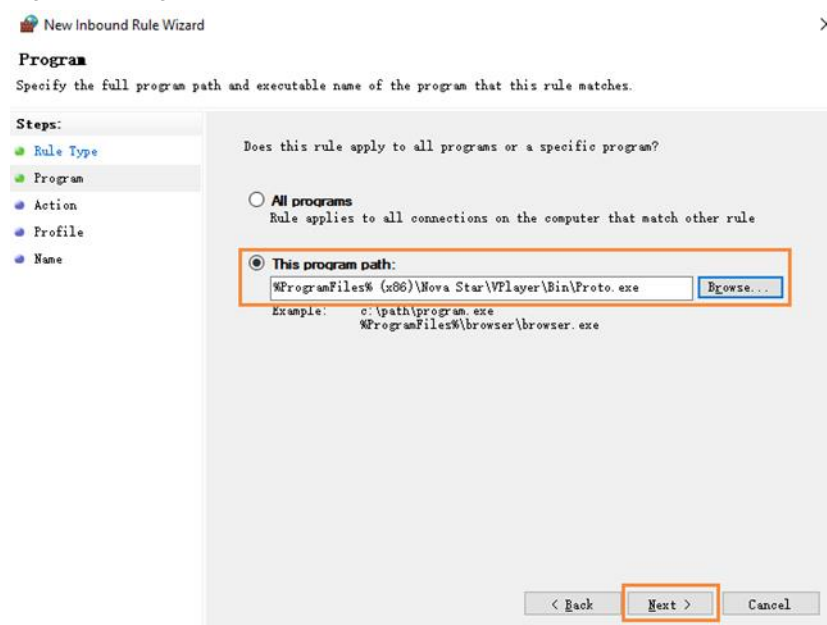 New Inbound Rule Wizard
Program
Specify the full program path and executable name of the program that this rule matches.
Steps:
Rule Type
Program
Action
Profile
Name
Does this rule apply to all programs or a specific program?
All programs
Rule applies to all connections on the computer that match other rule
This program path:
%ProgramFiles% (x86)\Nova Star\VPlayer\Bin\Proto.exe
Browse...
Example: c:\path\program.exe
%ProgramFiles%\browser\browser.exe
< Back
Next >
Cancel